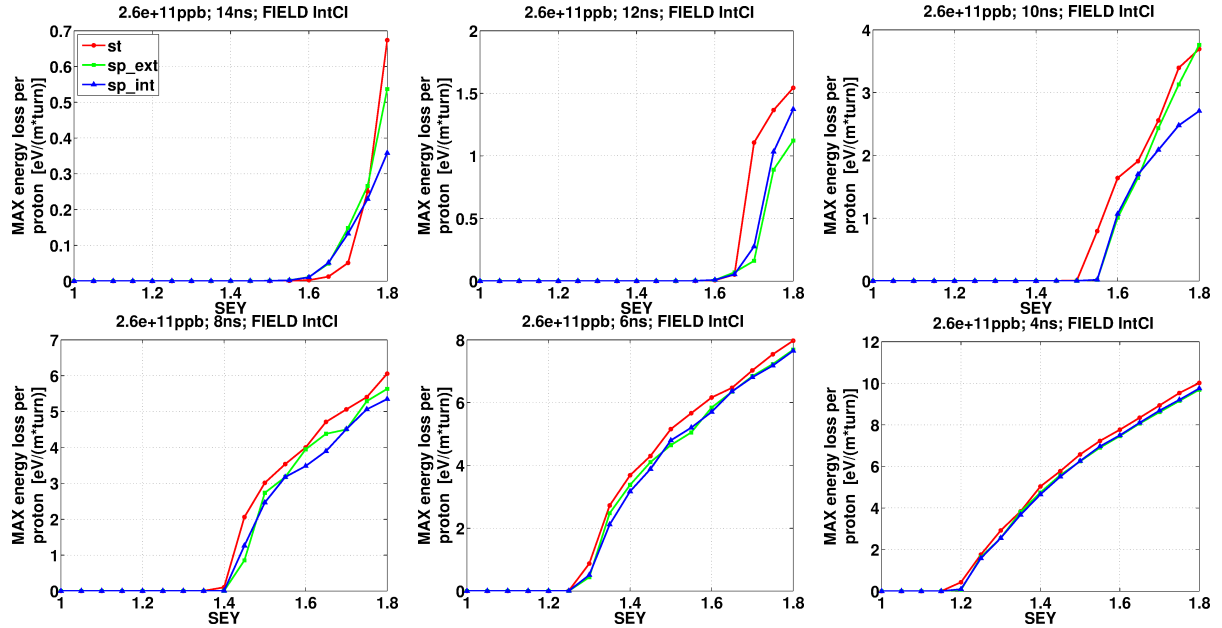 2.6e+11ppb; 14ns; FIELD IntCI
MAX energy loss per
proton [eV/(m*turn)]
0.7
0.6
0.5
0.4
0.3
0.2
0.1
0
st
sp_ext
sp_int
1
1.2
1.4
1.6
1.8
SEY
2.6e+11ppb; 12ns; FIELD IntCI
MAX energy loss per
proton [eV/(m*turn)]
2
1.5
1
0.5
0
1
1.2
1.4
1.6
1.8
SEY
2.6e+11ppb; 10ns; FIELD IntCI
MAX energy loss per
proton [eV/(m*turn)]
4
3
2
1
0
1
1.2
1.4
1.6
1.8
SEY
2.6e+11ppb; 8ns; FIELD IntCI
MAX energy loss per
proton [eV/(m*turn)]
7
6
5
4
3
2
1
0
1
1.2
1.4
1.6
1.8
SEY
2.6e+11ppb; 6ns; FIELD IntCI
MAX energy loss per
proton [eV/(m*turn)]
8
6
4
2
0
1
1.2
1.4
1.6
1.8
SEY
2.6e+11ppb; 4ns; FIELD IntCI
MAX energy loss per
proton [eV/(m*turn)]
12
10
8
6
4
2
0
1
1.2
1.4
1.6
1.8
SEY